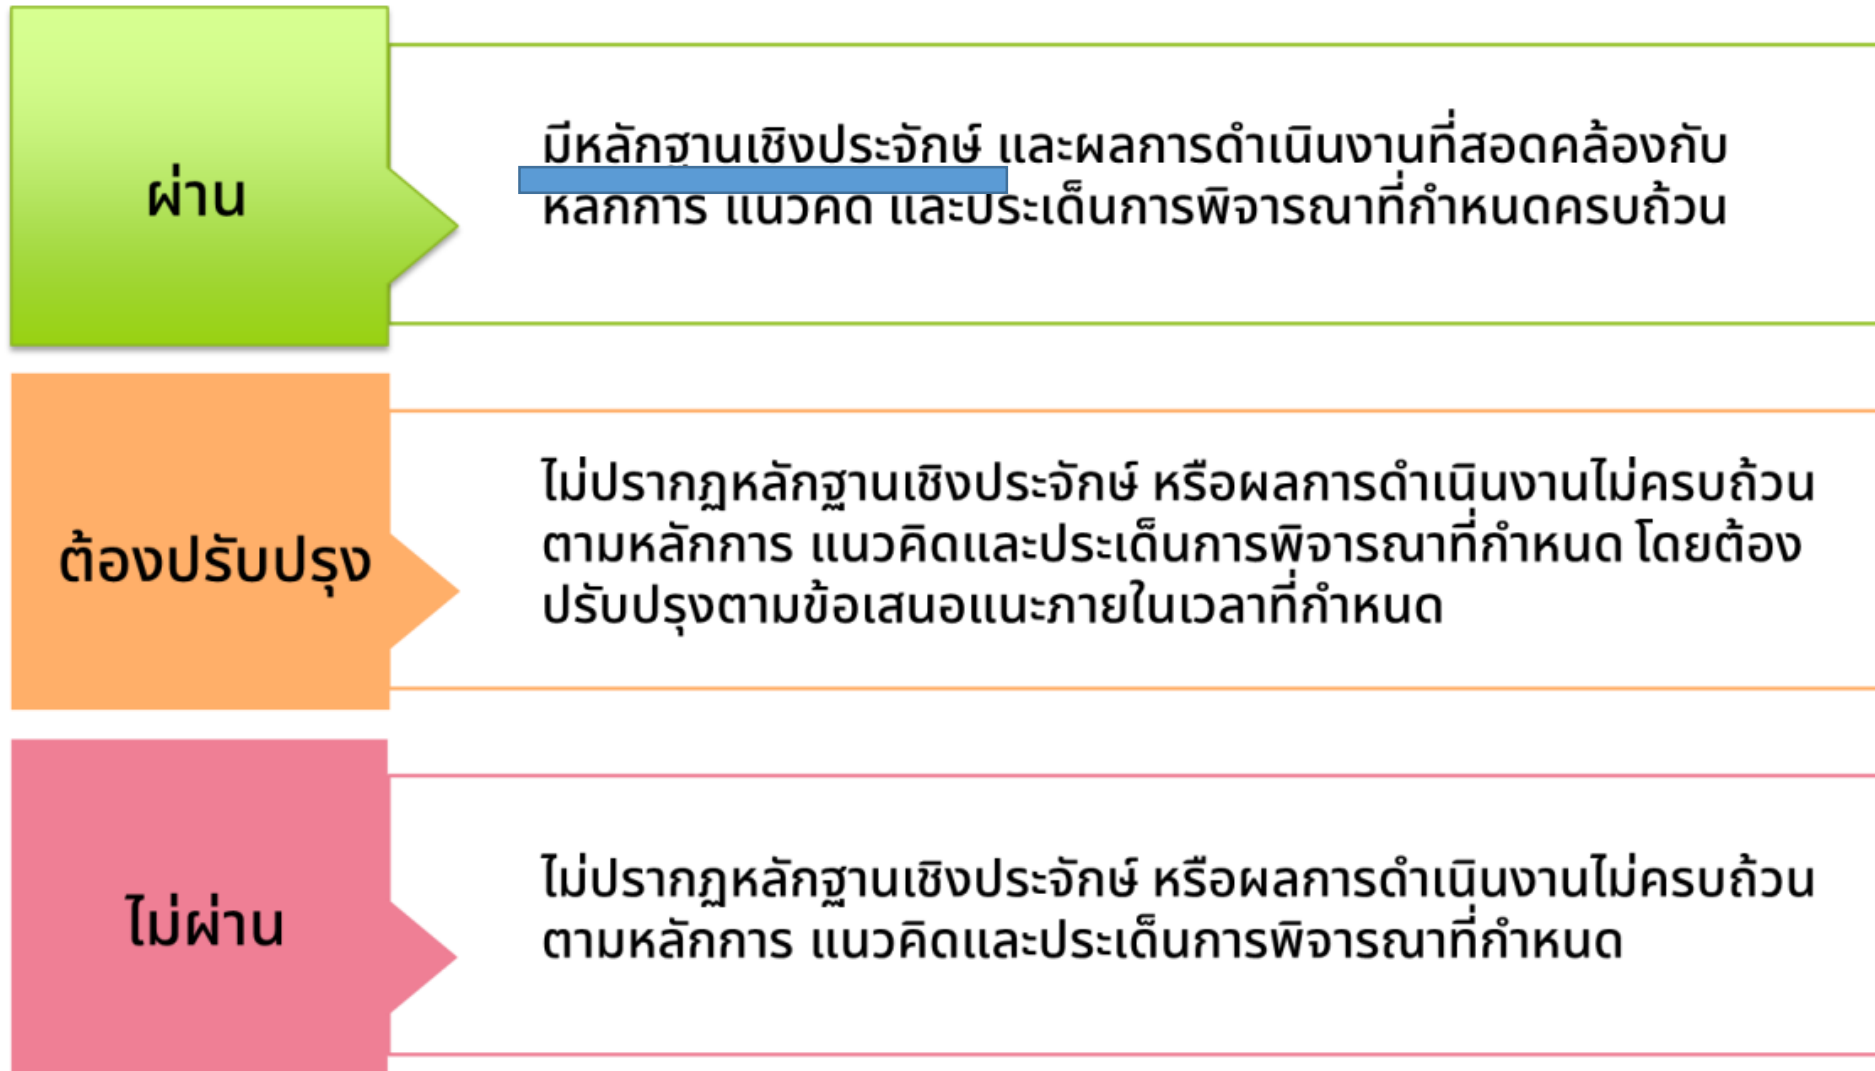 ผ่าน
มีหลักฐานเชิงประจักษ์ และผลการดำเนินงานที่สอดคล้องกับ
หลักการ แนวคิด และประเด็นการพิจารณาที่กำหนดครบถ้วน
ต้องปรับปรุง
ไม่ปรากฏหลักฐานเชิงประจักษ์ หรือผลการดำเนินงานไม่ครบถ้วน
ตามหลักการ แนวคิดและประเด็นการพิจารณาที่กำหนด โดยต้อง
ปรับปรุงตามข้อเสนอแนะภายในเวลาที่กำหนด
ไม่ผ่าน
ไม่ปรากฏหลักฐานเชิงประจักษ์ หรือผลการดำเนินงานไม่ครบถ้วน
ตามหลักการ แนวคิดและประเด็นการพิจารณาที่กำหนด